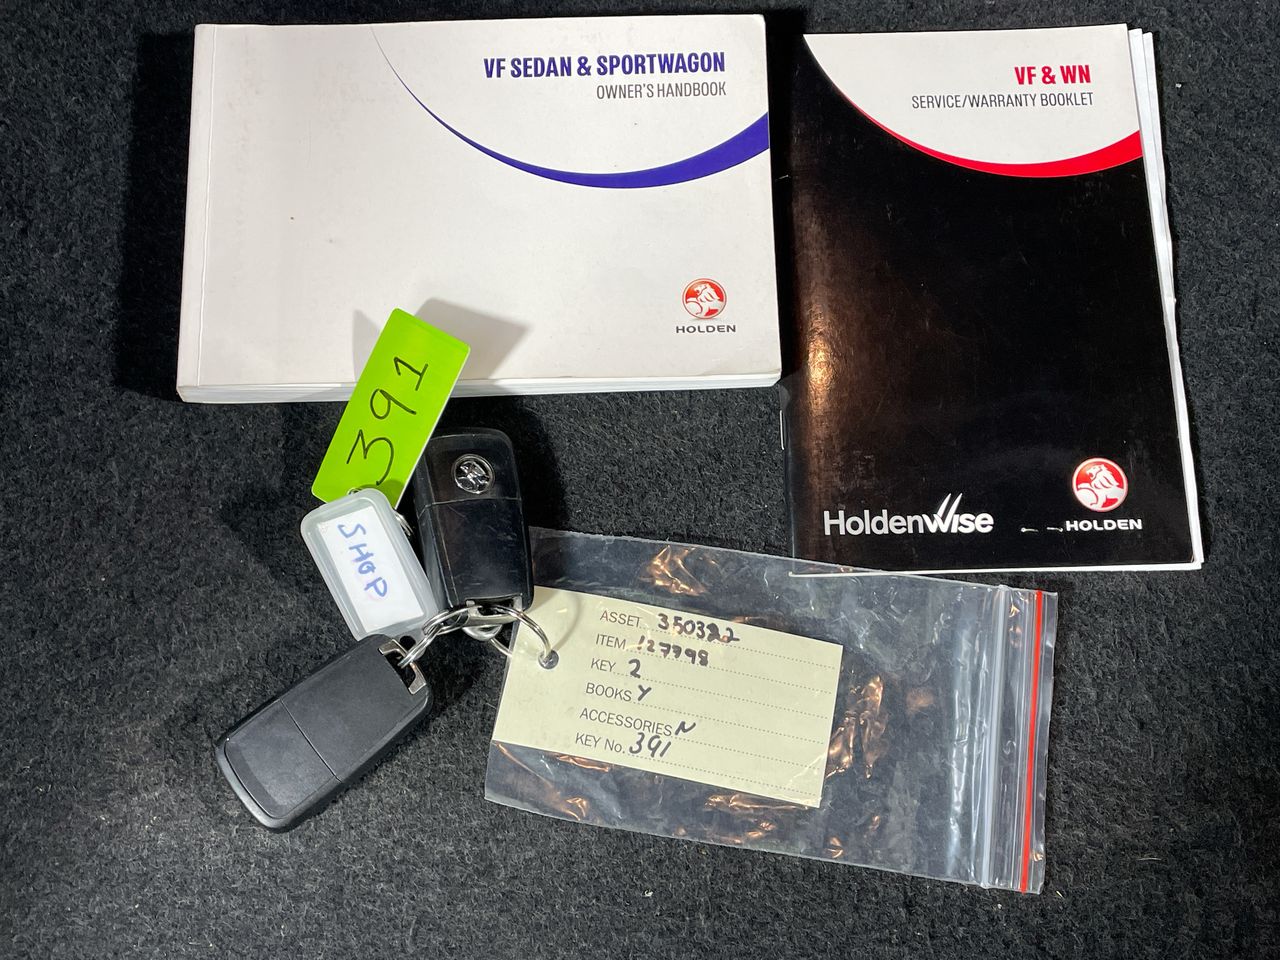 VF SEDAN & SPORTWAGON
OWNER'S HANDBOOK
HOLDEN
VF & WN
SERVICE/WARRANTY BOOKLET
HoldenWise
HOLDEN
391
SHOP
ASSET 350322
ITEM 127798
KEY 2
BOOKS Y
ACCESSORIES N
KEY No. 391